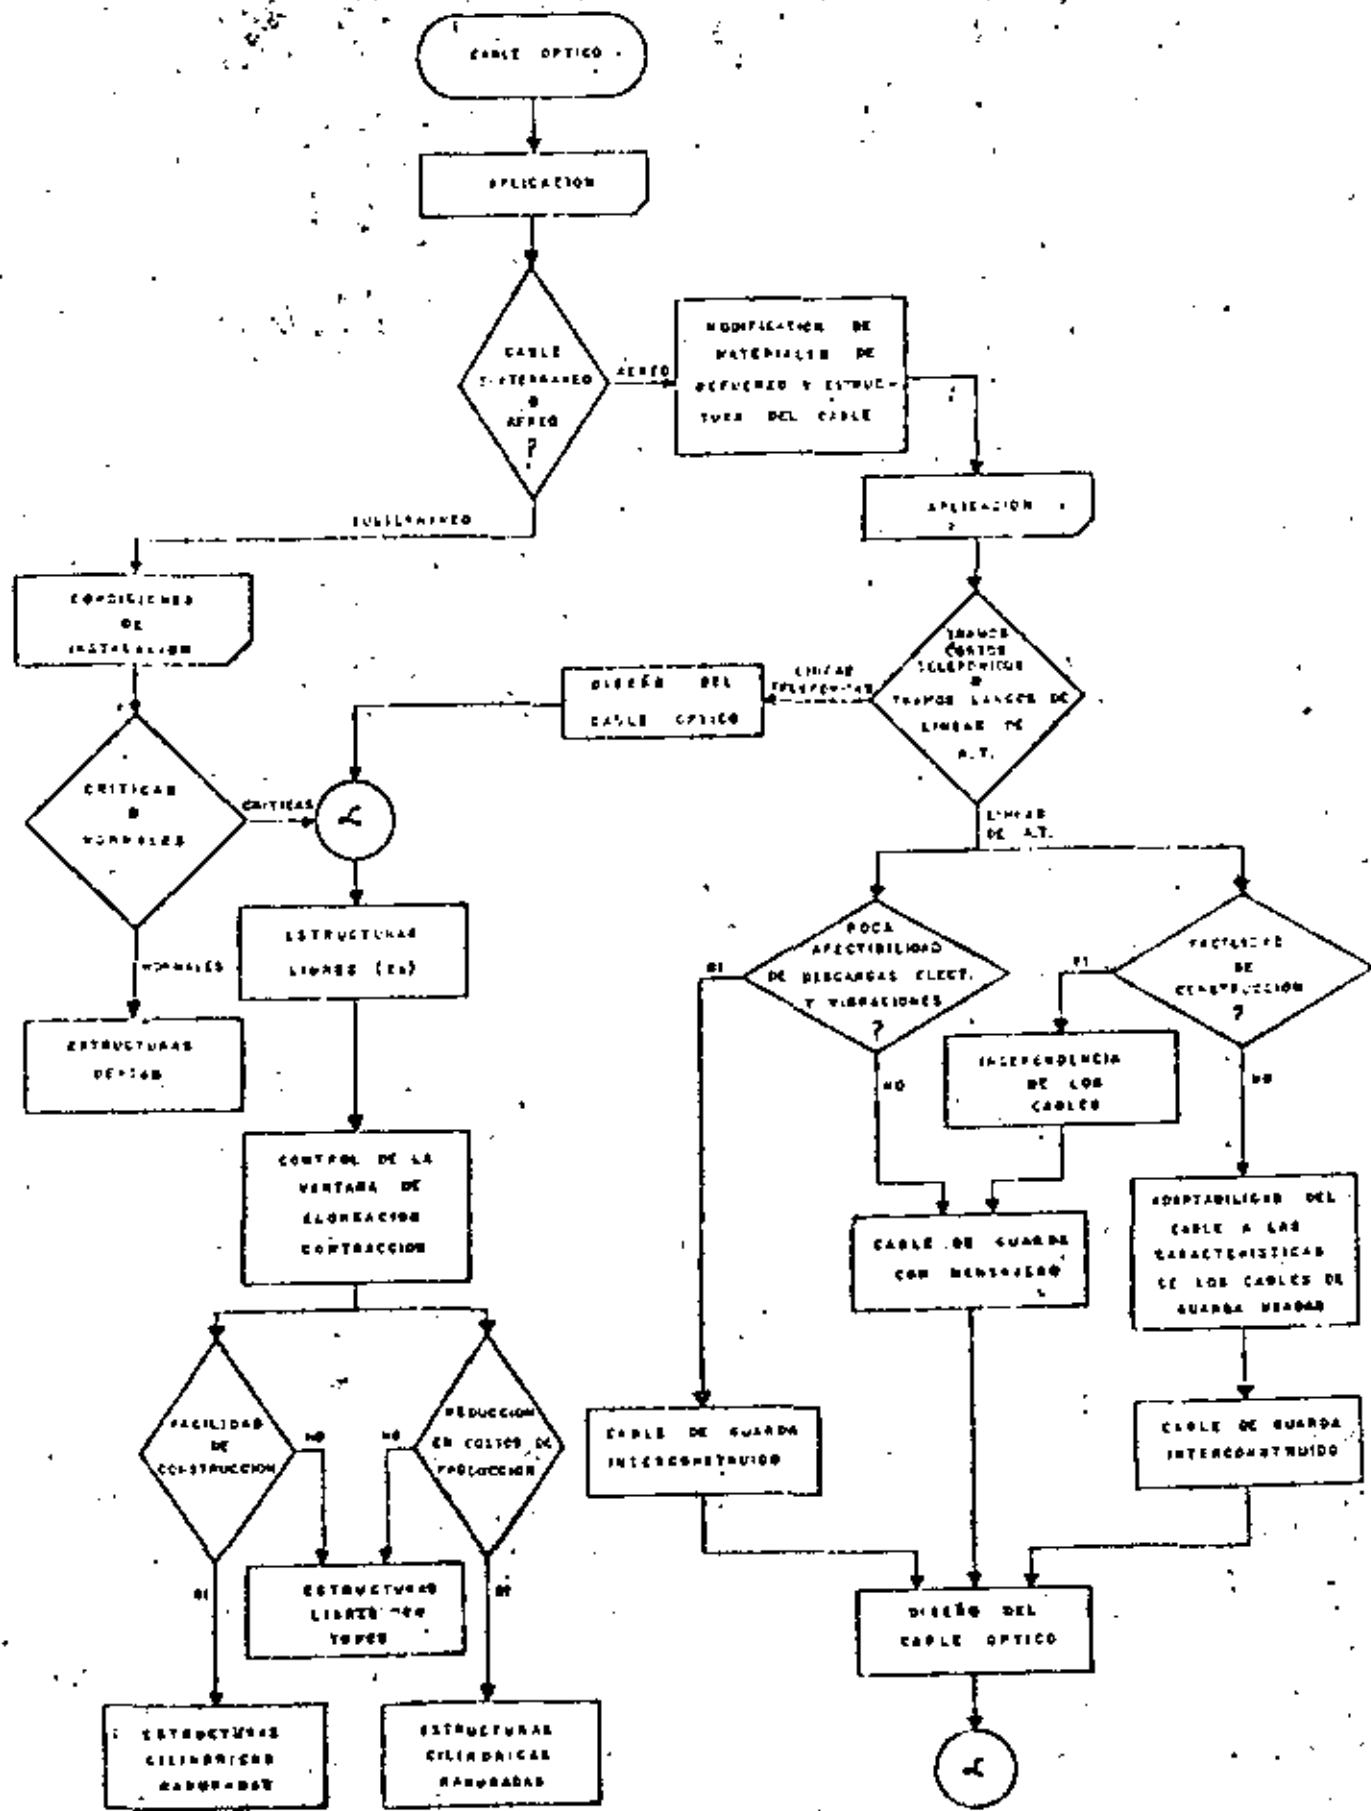 CABLE OPTICO
APLICACION
CABLE
SUBTERRANEO
O
AEREO
?
AEREO
MODIFICACION DE
MATERIALES DE
REFUERZO Y ESTRUC-
TURA DEL CABLE
APLICACION
SUBTERRANEO
CONDICIONES
DE
INSTALACION
TRAMOS
CORTOS
TELEFONICOS
O
TRAMOS LARGOS DE
LINEAS DE
A.T.
LINEAS
TELEFONICAS
DISEÑO DEL
CABLE OPTICO
CRITICAS
O
NORMALES
CRITICAS
L
LINEAS
DE A.T.
NORMALES
ESTRUCTURAS
LIBRES
ESTRUCTURAS
POCA
AFECTIBILIDAD
DE DESCARGAS ELECT.
Y VIBRACIONES
?
SI
NO
FACILIDAD
DE
CONSTRUCCION
?
SI
NO
INDEPENDENCIA
DE LOS
CABLES
CONTROL DE LA
VENTANA DE
ELONGACION
CONTRACCION
CABLE DE GUARDA
CON MENSAJERO
ADAPTABILIDAD DEL
CABLE A LAS
CARACTERISTICAS
DE LOS CABLES DE
GUARDA USADOS
FACILIDAD
DE
CONSTRUCCION
NO
SI
REDUCCION
EN COSTOS DE
PRODUCCION
NO
SI
CABLE DE GUARDA
INTERCONSTRUIDO
CABLE DE GUARDA
INTERCONSTRUIDO
ESTRUCTURAS
LIBRES CON
TUBOS
DISEÑO DEL
CABLE OPTICO
ESTRUCTURAS
CILINDRICAS
RANURADAS
ESTRUCTURAS
CILINDRICAS
RANURADAS
L